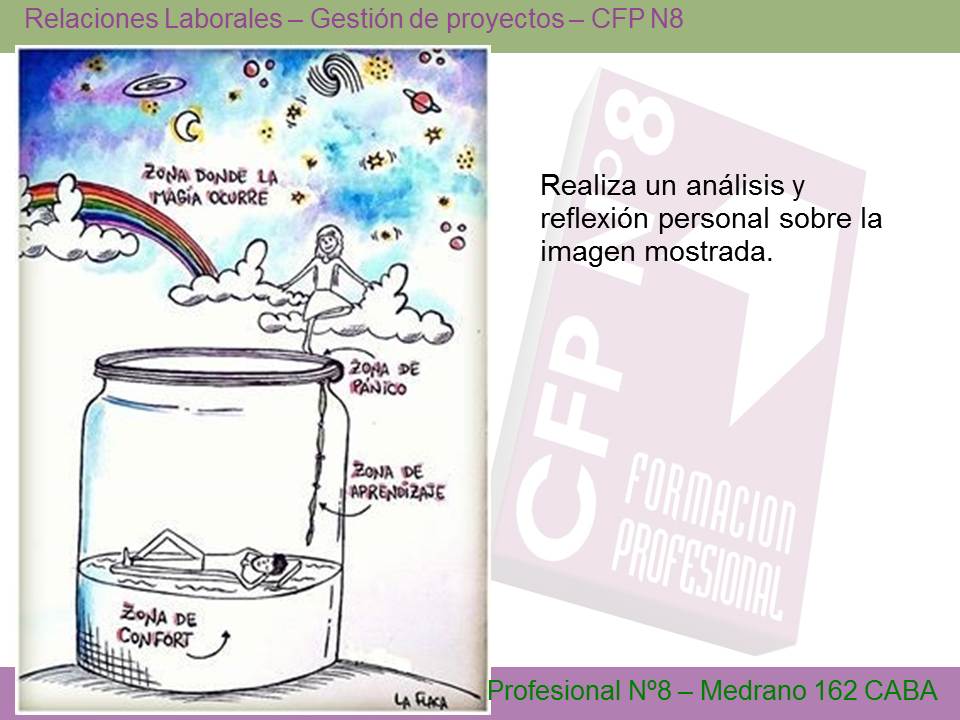 Relaciones Laborales – Gestión de proyectos – CFP N8
ZONA DONDE LA
MAGÍA OCURRE
ZONA DE
PÁNICO
ZONA DE
APRENDIZAJE
ZONA DE
CONFORT
LA FLACA
Realiza un análisis y
reflexión personal sobre la
imagen mostrada.
CFP Nº8
FORMACION
PROFESIONAL
Profesional Nº8 – Medrano 162 CABA